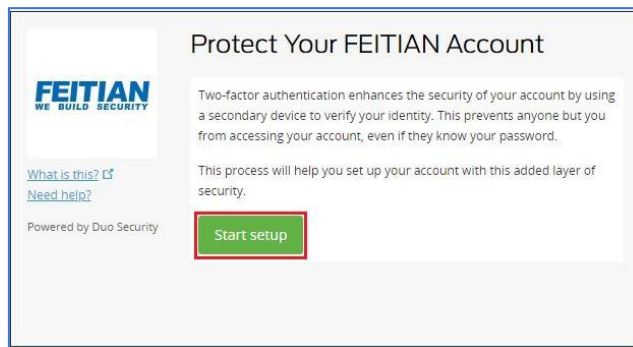 Protect Your FEITIAN Account
FEITIAN
WE BUILD SECURITY
What is this?
Need help?
Powered by Duo Security
Two-factor authentication enhances the security of your account by using
a secondary device to verify your identity. This prevents anyone but you
from accessing your account, even if they know your password.
This process will help you set up your account with this added layer of
security.
Start setup